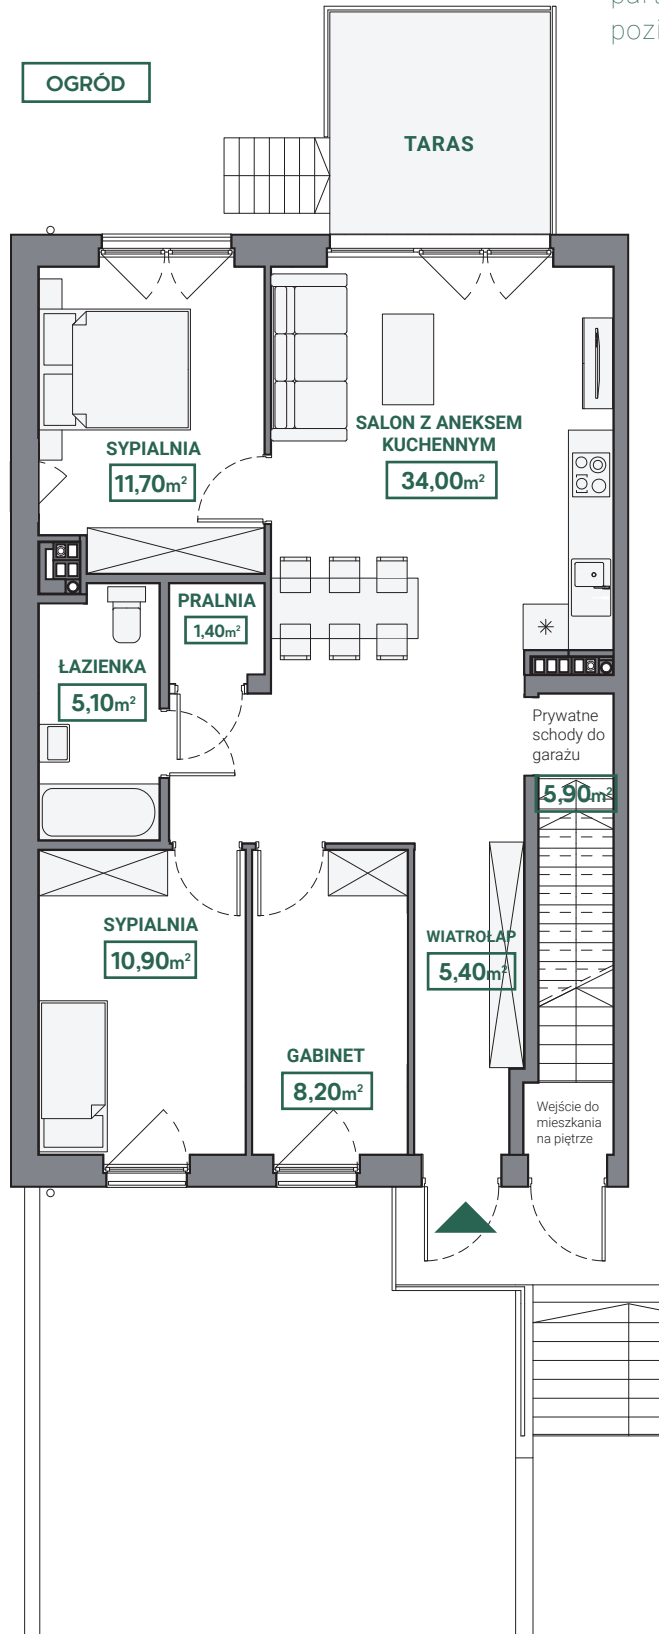 OGRÓD
TARAS
SYPIALNIA
11,70m²
SALON Z ANEKSEM
KUCHENNYM
34,00m²
PRALNIA
1,40m²
ŁAZIENKA
5,10m²
Prywatne
schody do
garażu
5,90m²
SYPIALNIA
10,90m²
WIATROŁAP
5,40m²
GABINET
8,20m²
Wejście do
mieszkania
na piętrze